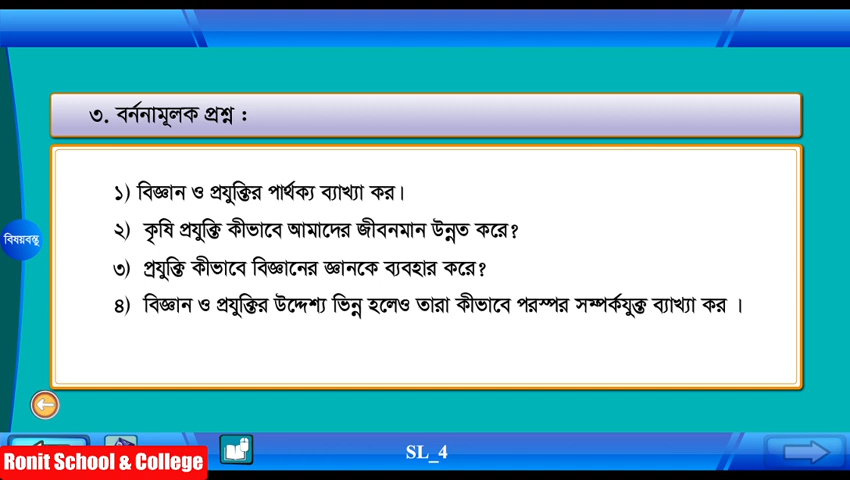 ৩. বর্ননামূলক প্রশ্ন :
১) বিজ্ঞান ও প্রযুক্তির পার্থক্য ব্যাখ্যা কর।
২) কৃষি প্রযুক্তি কীভাবে আমাদের জীবনমান উন্নত করে?
৩) প্রযুক্তি কীভাবে বিজ্ঞানের জ্ঞানকে ব্যবহার করে?
৪) বিজ্ঞান ও প্রযুক্তির উদ্দেশ্য ভিন্ন হলেও তারা কীভাবে পরস্পর সম্পর্কযুক্ত ব্যাখ্যা কর ।
বিষয়বস্তু
SL_4
Ronit School & College